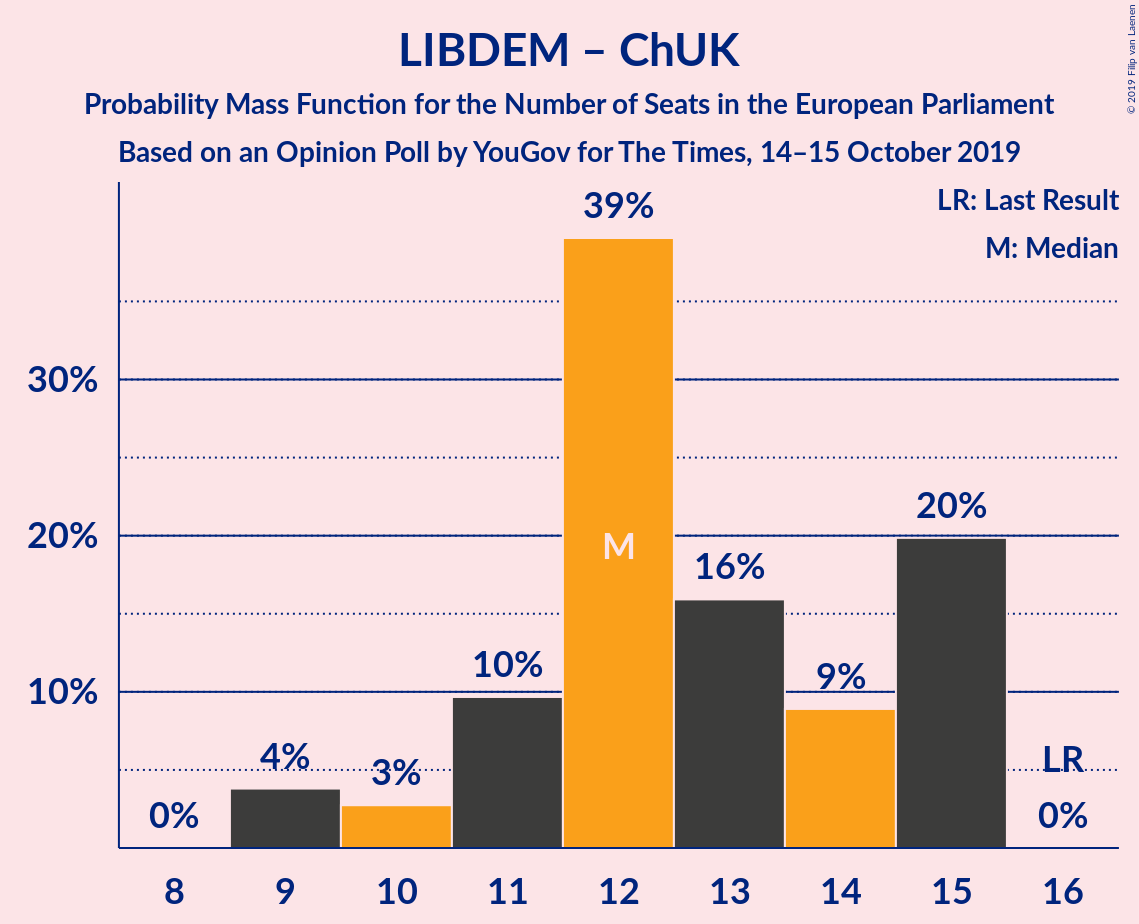 LIBDEM – ChUK
Probability Mass Function for the Number of Seats in the European Parliament
Based on an Opinion Poll by YouGov for The Times, 14–15 October 2019
© 2019 Filip van Laenen
LR: Last Result
M: Median
39%
30%
20%
10%
M
20%
16%
10%
9%
4%
3%
LR
0%
0%
8 9 10 11 12 13 14 15 16